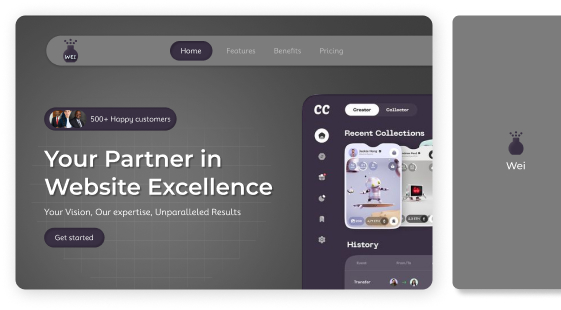 WEI
Home Features Benefits Pricing
500+ Happy customers
Your Partner in
Website Excellence
Your Vision, Our expertise, Unparalleled Results
Get started
CC
Creator Collector
Recent Collections
History
Transfer
Wei